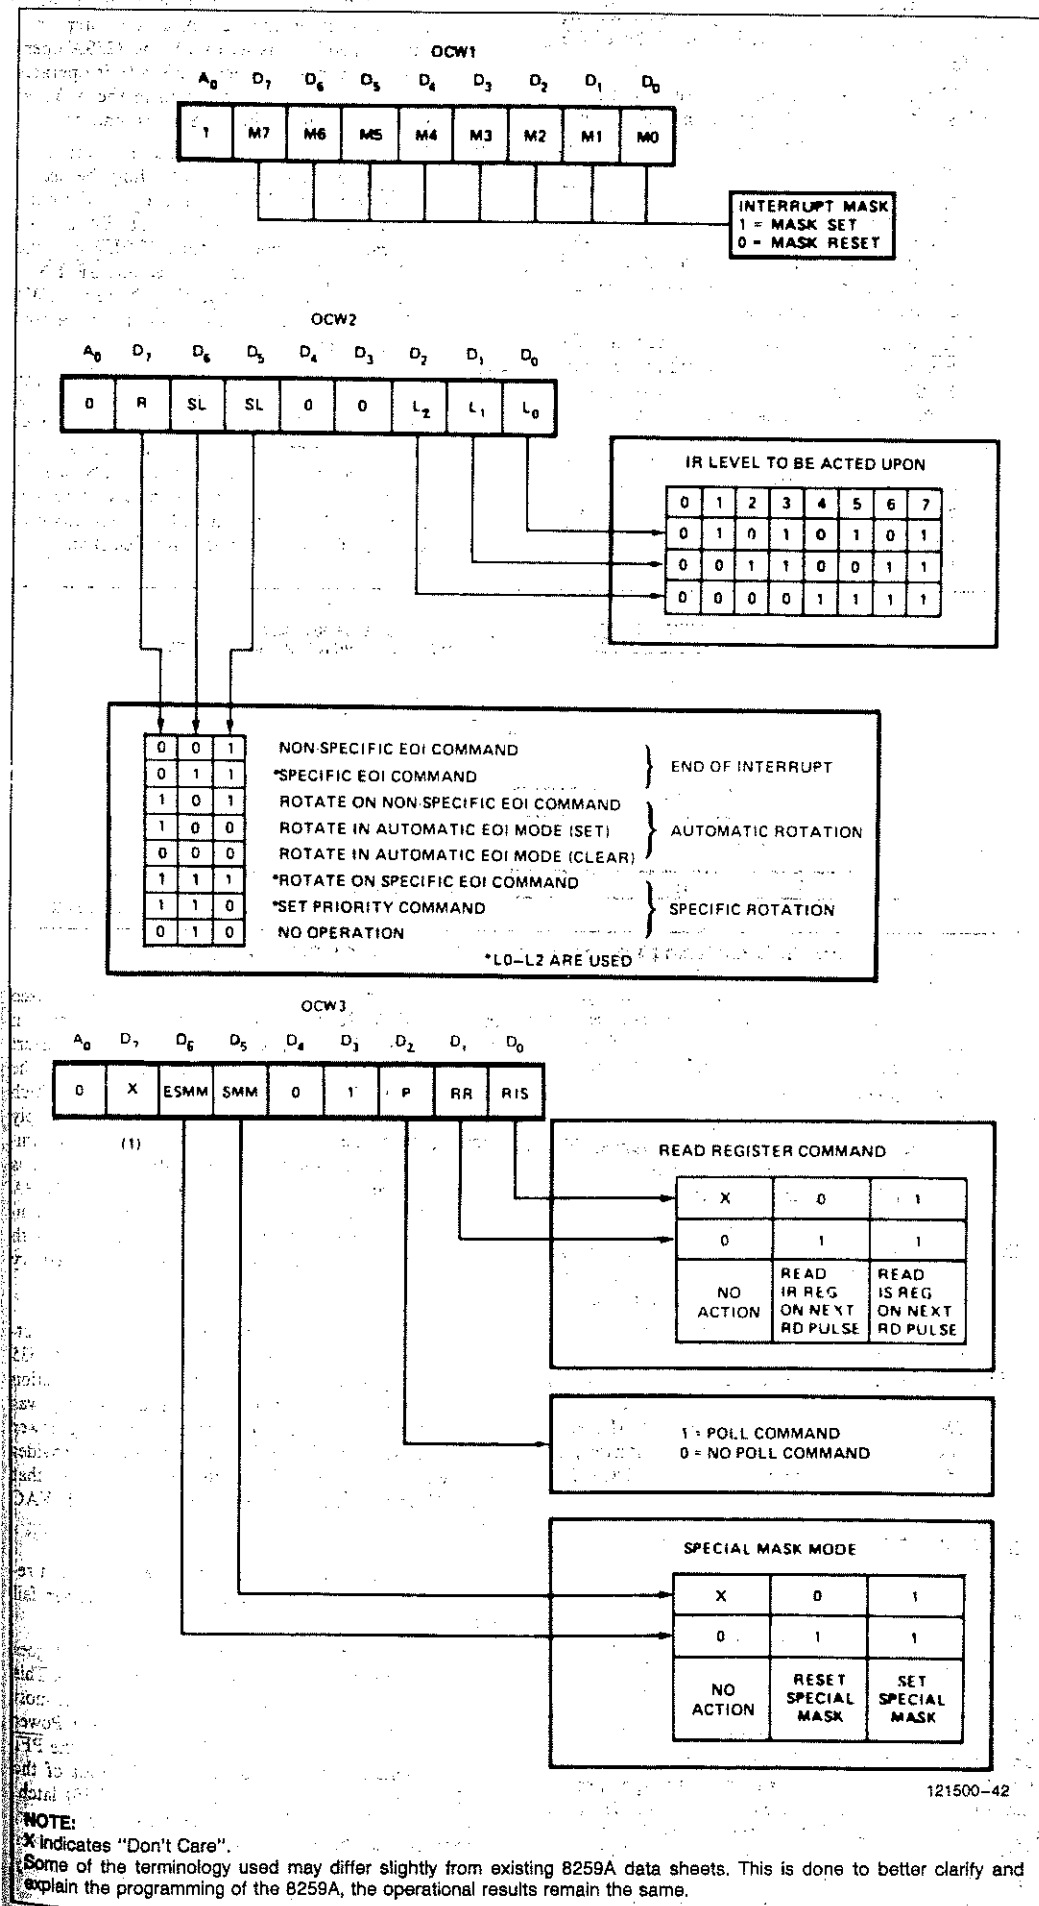 OCW1
A0 D7 D6 D5 D4 D3 D2 D1 D0
1 M7 M6 M5 M4 M3 M2 M1 M0
INTERRUPT MASK
1 = MASK SET
0 = MASK RESET
OCW2
A0 D7 D6 D5 D4 D3 D2 D1 D0
0 R SL SL 0 0 L2 L1 L0
IR LEVEL TO BE ACTED UPON
0 1 2 3 4 5 6 7
0 1 0 1 0 1 0 1
0 0 1 1 0 0 1 1
0 0 0 0 1 1 1 1
0 0 1 NON-SPECIFIC EOI COMMAND
0 1 1 *SPECIFIC EOI COMMAND
END OF INTERRUPT
1 0 1 ROTATE ON NON-SPECIFIC EOI COMMAND
1 0 0 ROTATE IN AUTOMATIC EOI MODE (SET)
0 0 0 ROTATE IN AUTOMATIC EOI MODE (CLEAR)
AUTOMATIC ROTATION
1 1 1 *ROTATE ON SPECIFIC EOI COMMAND
1 1 0 *SET PRIORITY COMMAND
0 1 0 NO OPERATION
SPECIFIC ROTATION
*L0–L2 ARE USED
OCW3
A0 D7 D6 D5 D4 D3 D2 D1 D0
0 X ESMM SMM 0 1 P RR RIS
(1)
READ REGISTER COMMAND
X 0 1
0 1 1
NO ACTION
READ IR REG ON NEXT RD PULSE
READ IS REG ON NEXT RD PULSE
1 = POLL COMMAND
0 = NO POLL COMMAND
SPECIAL MASK MODE
X 0 1
0 1 1
NO ACTION
RESET SPECIAL MASK
SET SPECIAL MASK
121500–42
NOTE:
X indicates "Don't Care".
Some of the terminology used may differ slightly from existing 8259A data sheets. This is done to better clarify and
explain the programming of the 8259A, the operational results remain the same.